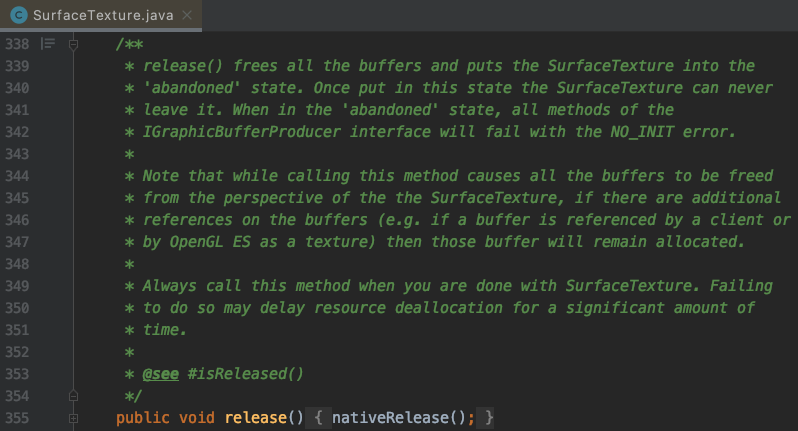 SurfaceTexture.java
338 /**
339 * release() frees all the buffers and puts the SurfaceTexture into the
340 * 'abandoned' state. Once put in this state the SurfaceTexture can never
341 * leave it. When in the 'abandoned' state, all methods of the
342 * IGraphicBufferProducer interface will fail with the NO_INIT error.
343 *
344 * Note that while calling this method causes all the buffers to be freed
345 * from the perspective of the the SurfaceTexture, if there are additional
346 * references on the buffers (e.g. if a buffer is referenced by a client or
347 * by OpenGL ES as a texture) then those buffer will remain allocated.
348 *
349 * Always call this method when you are done with SurfaceTexture. Failing
350 * to do so may delay resource deallocation for a significant amount of
351 * time.
352 *
353 * @see #isReleased()
354 */
355 public void release() { nativeRelease(); }